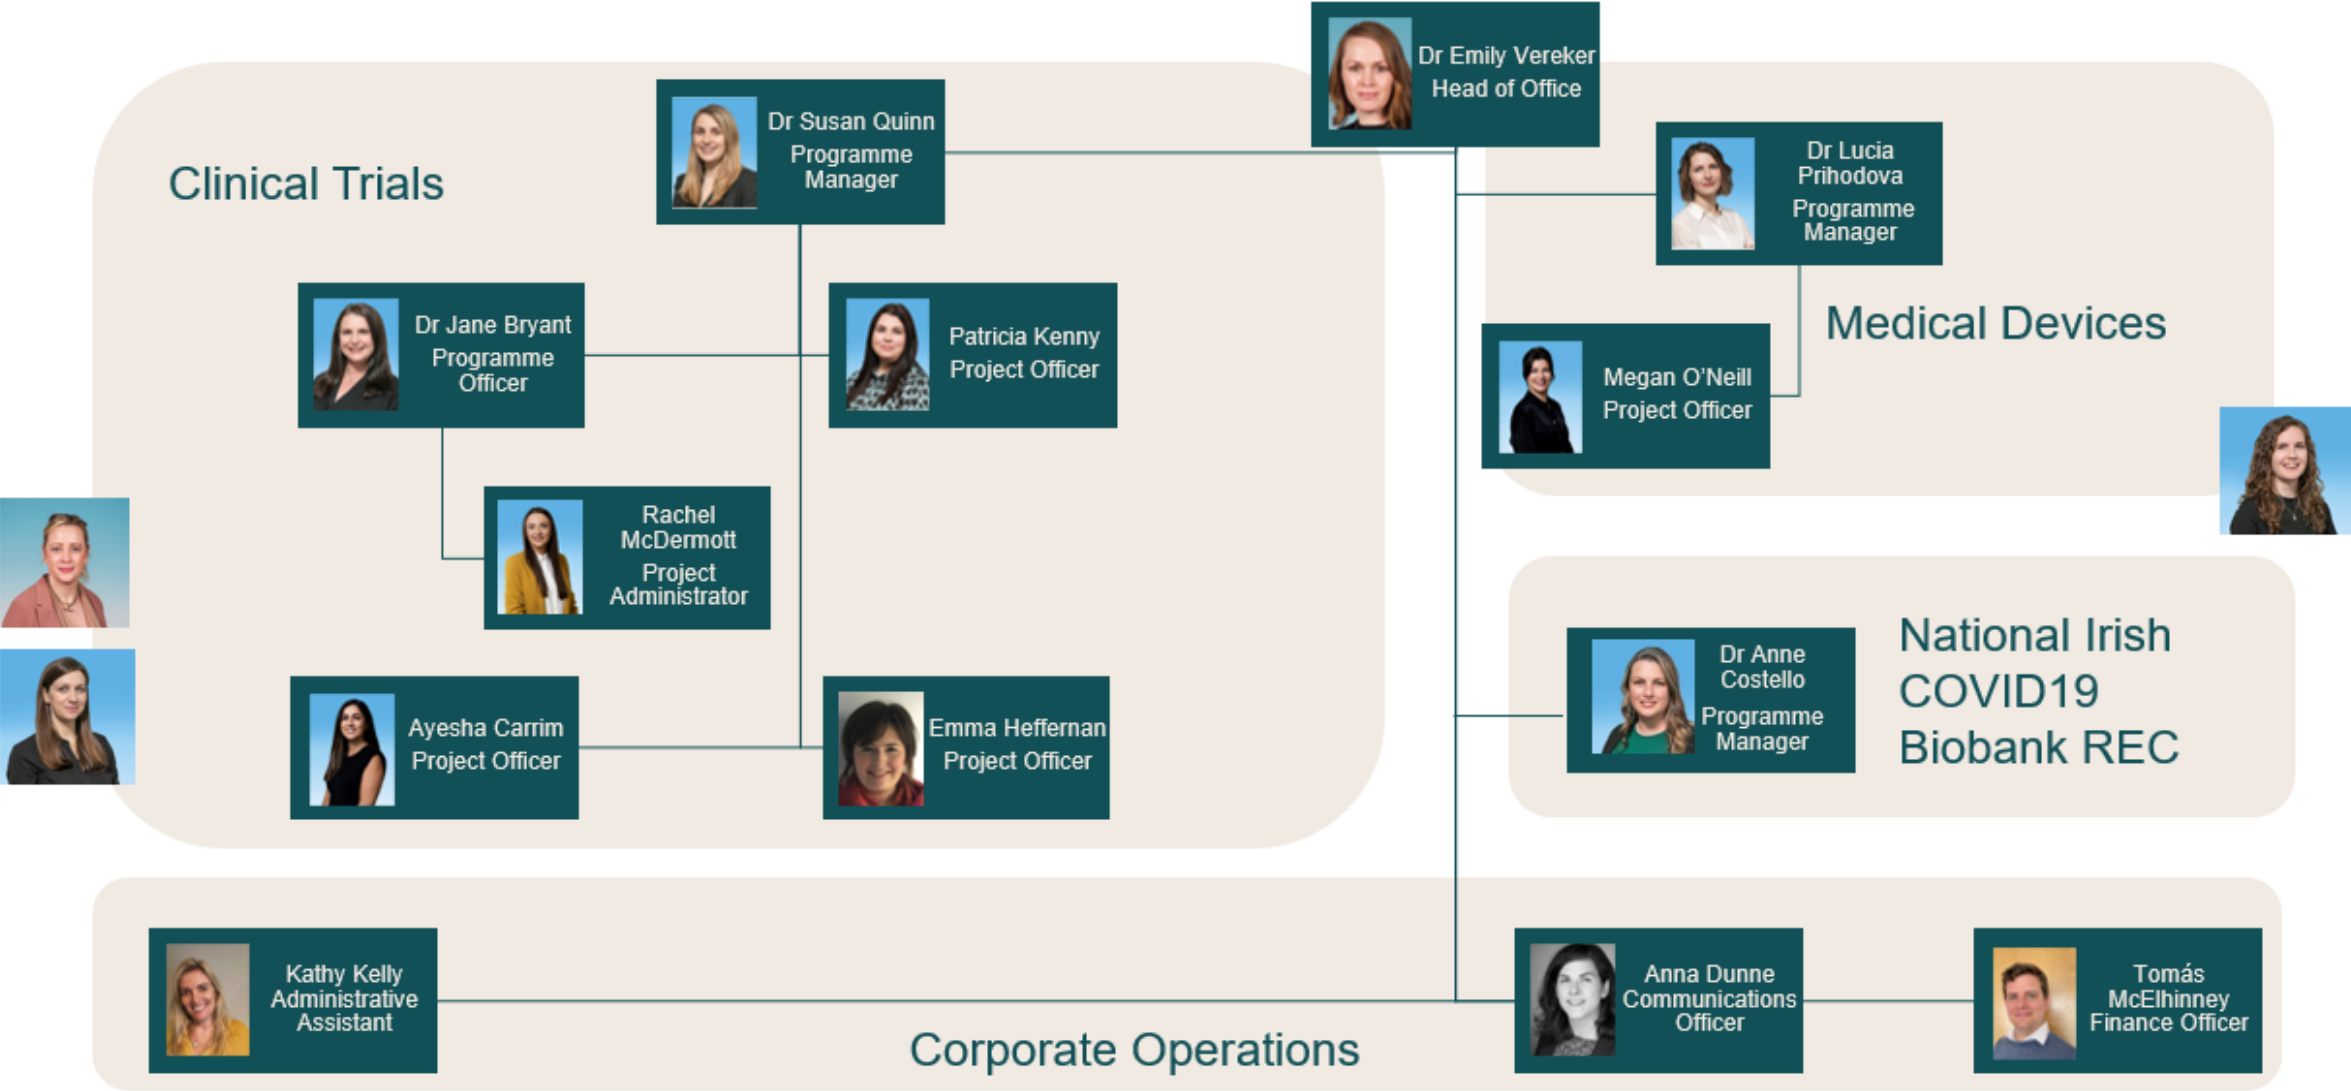 Dr Emily Vereker
Head of Office
Clinical Trials
Dr Susan Quinn
Programme
Manager
Dr Jane Bryant
Programme
Officer
Patricia Kenny
Project Officer
Rachel
McDermott
Project
Administrator
Ayesha Carrim
Project Officer
Emma Heffernan
Project Officer
Dr Lucia
Prihodova
Programme
Manager
Medical Devices
Megan O’Neill
Project Officer
Dr Anne
Costello
Programme
Manager
National Irish
COVID19
Biobank REC
Kathy Kelly
Administrative
Assistant
Corporate Operations
Anna Dunne
Communications
Officer
Tomás
McElhinney
Finance Officer